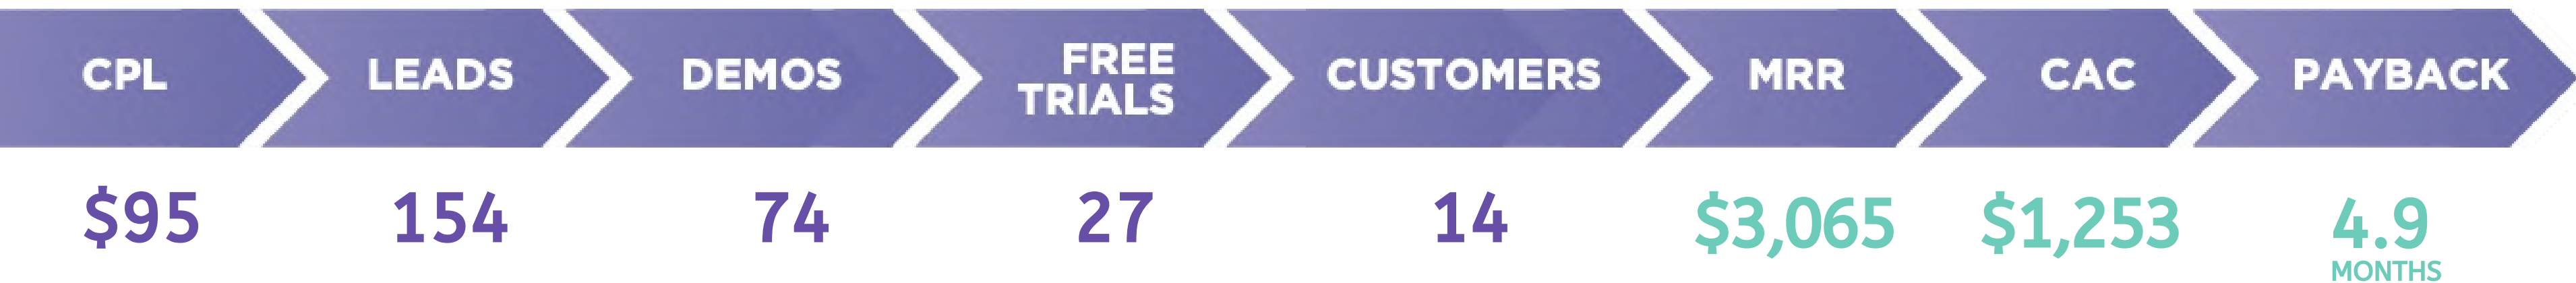 CPL
LEADS
DEMOS
FREE
TRIALS
CUSTOMERS
MRR
CAC
PAYBACK
$95
154
74
27
14
$3,065
$1,253
4.9
MONTHS